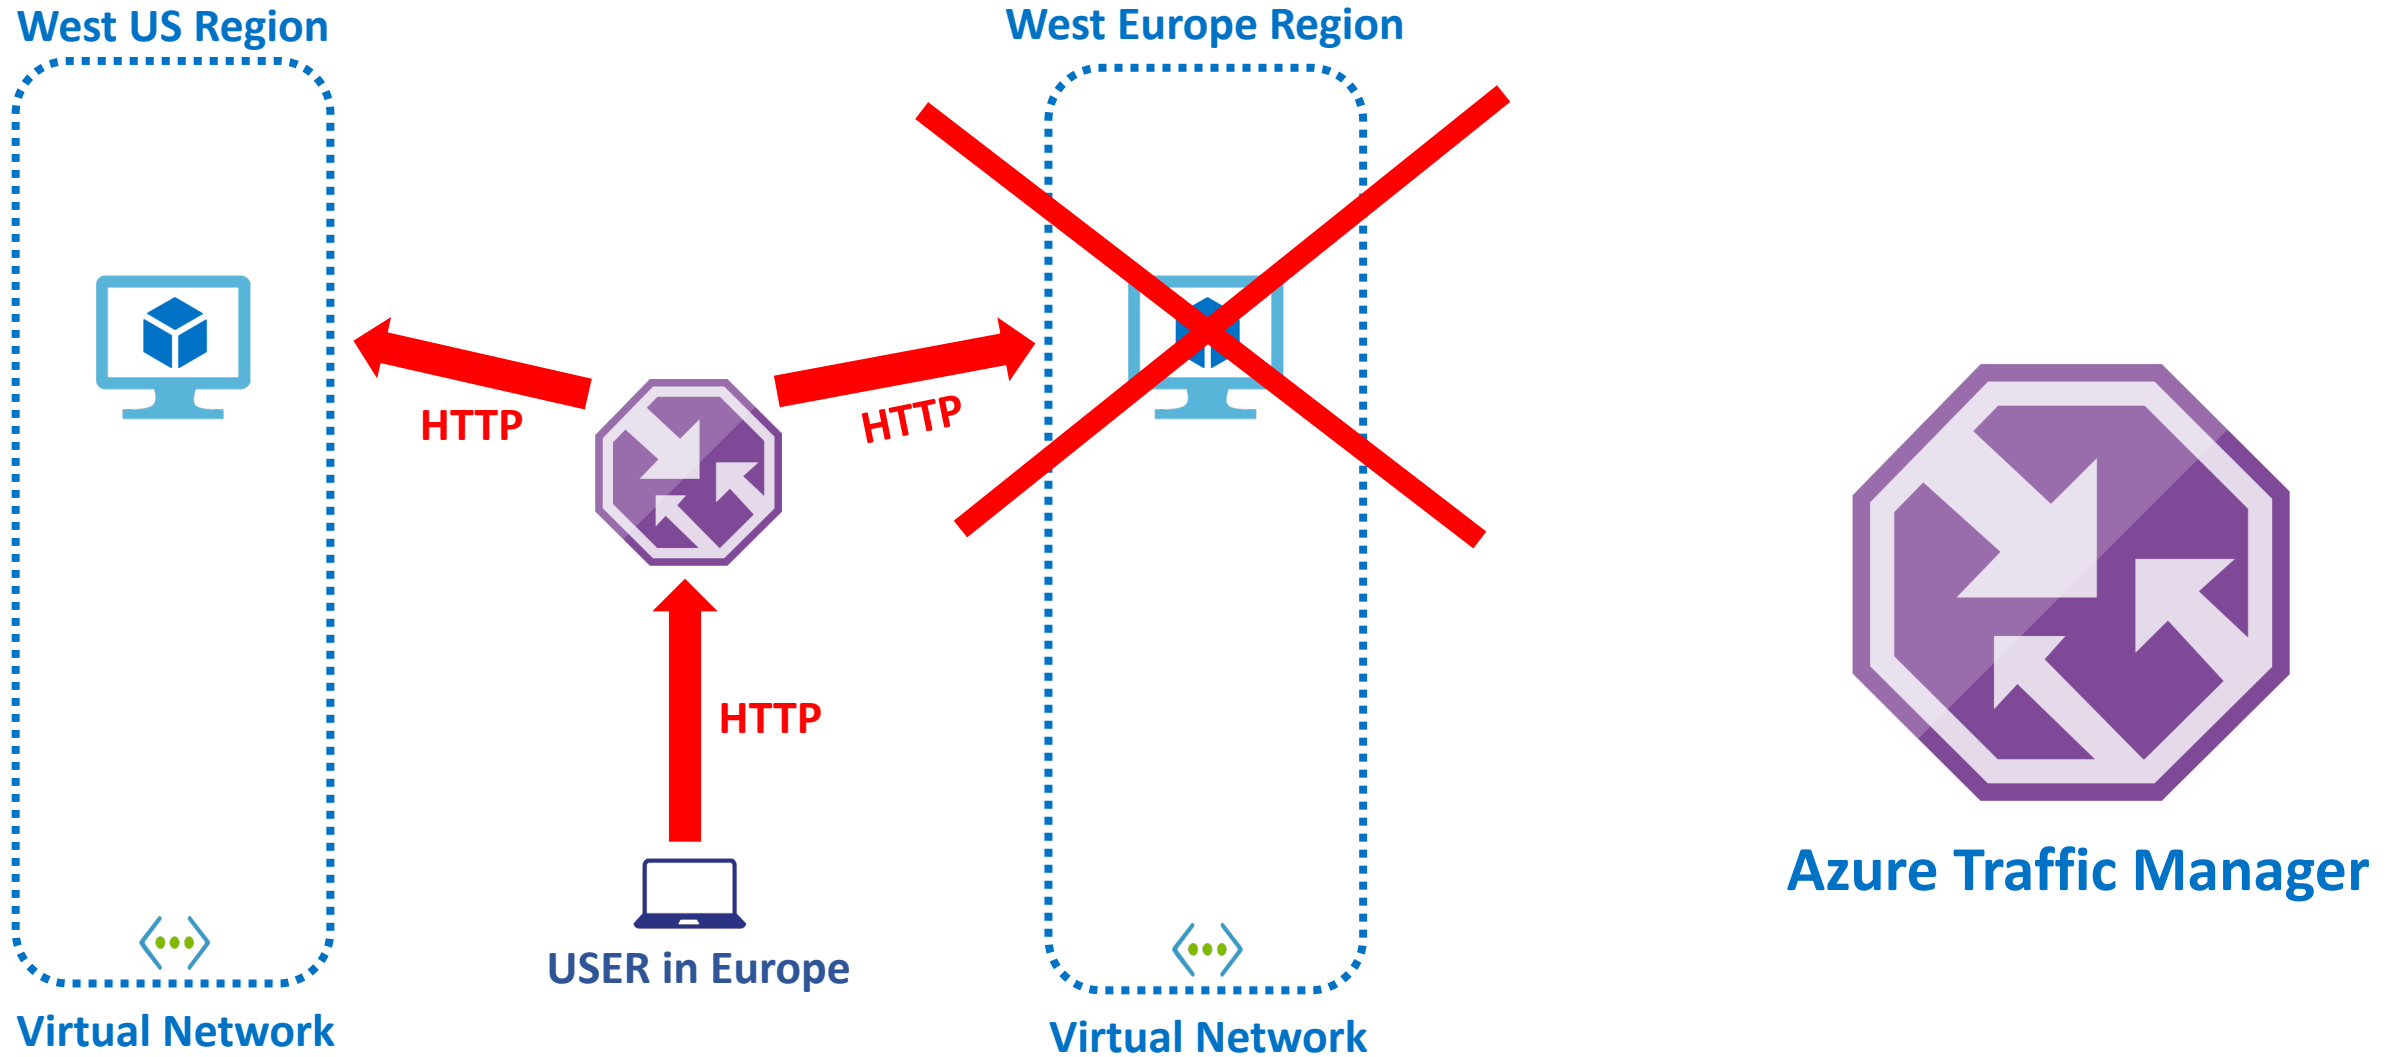 West US Region
West Europe Region
HTTP
HTTP
HTTP
USER in Europe
Azure Traffic Manager
Virtual Network
Virtual Network